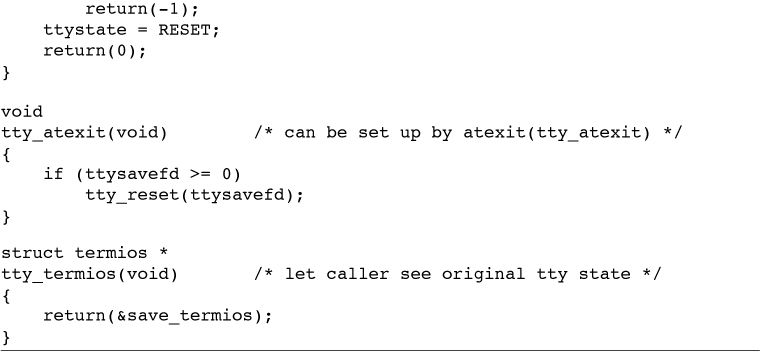 return(-1);
    ttystate = RESET;
    return(0);
}

void
tty_atexit(void)        /* can be set up by atexit(tty_atexit) */
{
    if (ttysavefd >= 0)
        tty_reset(ttysavefd);
}

struct termios *
tty_termios(void)       /* let caller see original tty state */
{
    return(&save_termios);
}